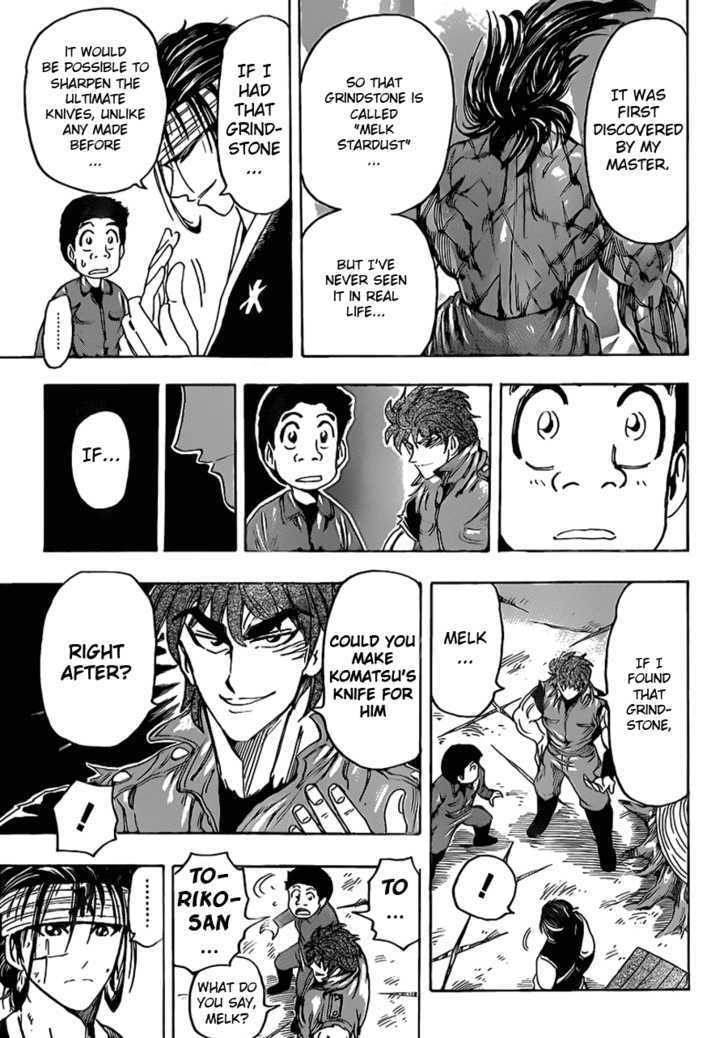 IT WAS
FIRST
DISCOVERED
BY MY
MASTER,
SO THAT
GRINDSTONE IS
CALLED
"MELK
STARDUST"
...
BUT I'VE
NEVER SEEN
IT IN REAL
LIFE...
IF I
HAD
THAT
GRIND-
STONE
...
IT WOULD
BE POSSIBLE TO
SHARPEN THE
ULTIMATE
KNIVES, UNLIKE
ANY MADE
BEFORE
...
........
IF...
IF I
FOUND
THAT
GRIND-
STONE,
MELK
...
!
COULD YOU
MAKE
KOMATSU'S
KNIFE FOR
HIM
RIGHT
AFTER?
!
TO
...
TO-
RIKO-
SAN
...
WHAT DO
YOU SAY,
MELK?
........